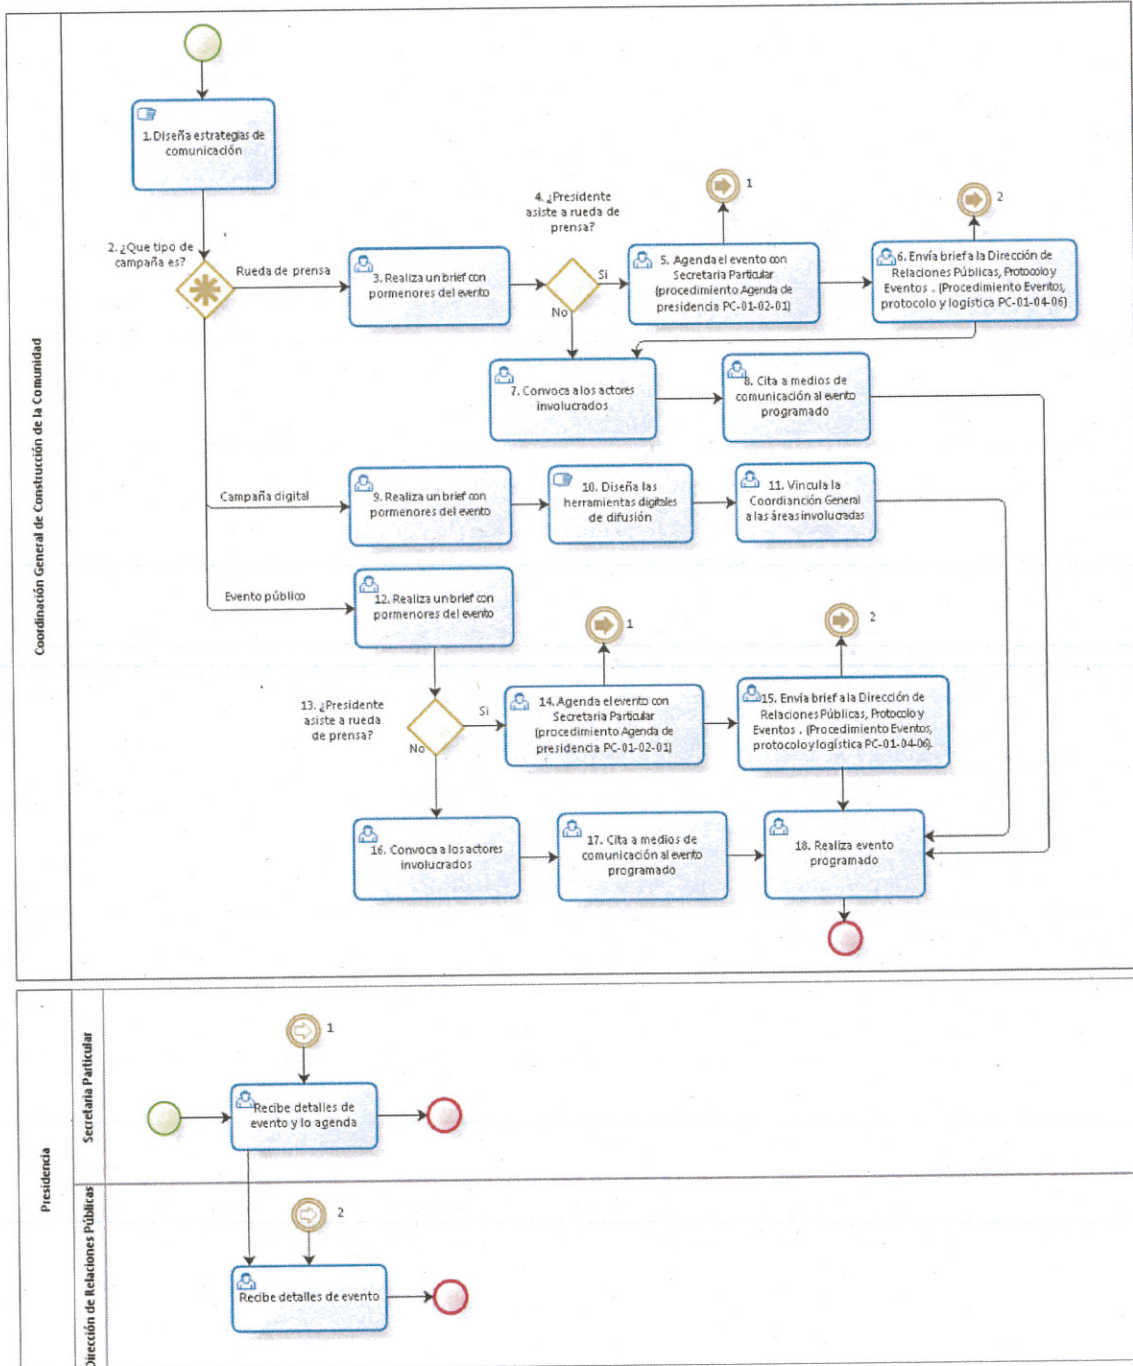 Coordinación General de Construcción de la Comunidad
1. Diseña estrategias de
comunicación
2. ¿Que tipo de
campaña es?
Rueda de prensa
3. Realiza un brief con
pormenores del evento
4. ¿Presidente
asiste a rueda de
prensa?
Si
No
5. Agenda el evento con
Secretaria Particular
(procedimiento Agenda de
presidencia PC-01-02-01)
1
6. Envía brief a la Dirección de
Relaciones Públicas, Protocolo y
Eventos . (Procedimiento Eventos,
protocolo y logística PC-01-04-06)
2
7. Convoca a los actores
involucrados
8. Cita a medios de
comunicación al evento
programado
Campaña digital
9. Realiza un brief con
pormenores del evento
10. Diseña las
herramientas digitales
de difusión
11. Vincula la
Coordianción General
a las áreas involucradas
Evento público
12. Realiza un brief con
pormenores del evento
13. ¿Presidente
asiste a rueda
de prensa?
Si
No
14. Agenda el evento con
Secretaria Particular
(procedimiento Agenda de
presidencia PC-01-02-01)
1
15. Envía brief a la Dirección de
Relaciones Públicas, Protocolo y
Eventos . (Procedimiento Eventos,
protocolo y logística PC-01-04-06).
2
16. Convoca a los actores
involucrados
17. Cita a medios de
comunicación al evento
programado
18. Realiza evento
programado
Presidencia
Secretaria Particular
1
Recibe detalles de
evento y lo agenda
Dirección de Relaciones Públicas
2
Recibe detalles de evento